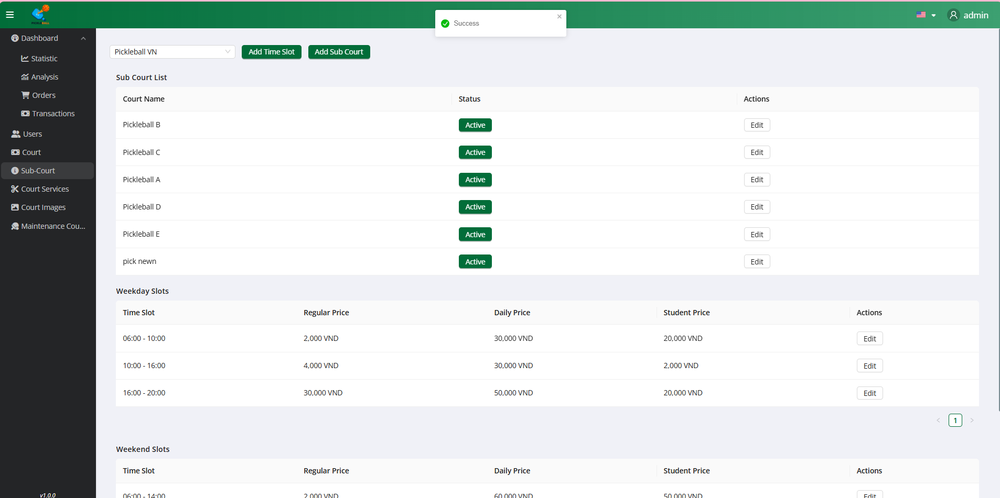 PICKLEBALL
admin
Success
Dashboard
Statistic
Analysis
Orders
Transactions
Users
Court
Sub-Court
Court Services
Court Images
Maintenance Cou...
v1.0.0
Pickleball VN
Add Time Slot
Add Sub Court
Sub Court List
Court Name Status Actions
Pickleball B Active Edit
Pickleball C Active Edit
Pickleball A Active Edit
Pickleball D Active Edit
Pickleball E Active Edit
pick newn Active Edit
Weekday Slots
Time Slot Regular Price Daily Price Student Price Actions
06:00 - 10:00 2,000 VND 30,000 VND 20,000 VND Edit
10:00 - 16:00 4,000 VND 30,000 VND 2,000 VND Edit
16:00 - 20:00 30,000 VND 50,000 VND 20,000 VND Edit
1
Weekend Slots
Time Slot Regular Price Daily Price Student Price Actions
06:00 - 14:00 2,000 VND 60,000 VND 50,000 VND Edit